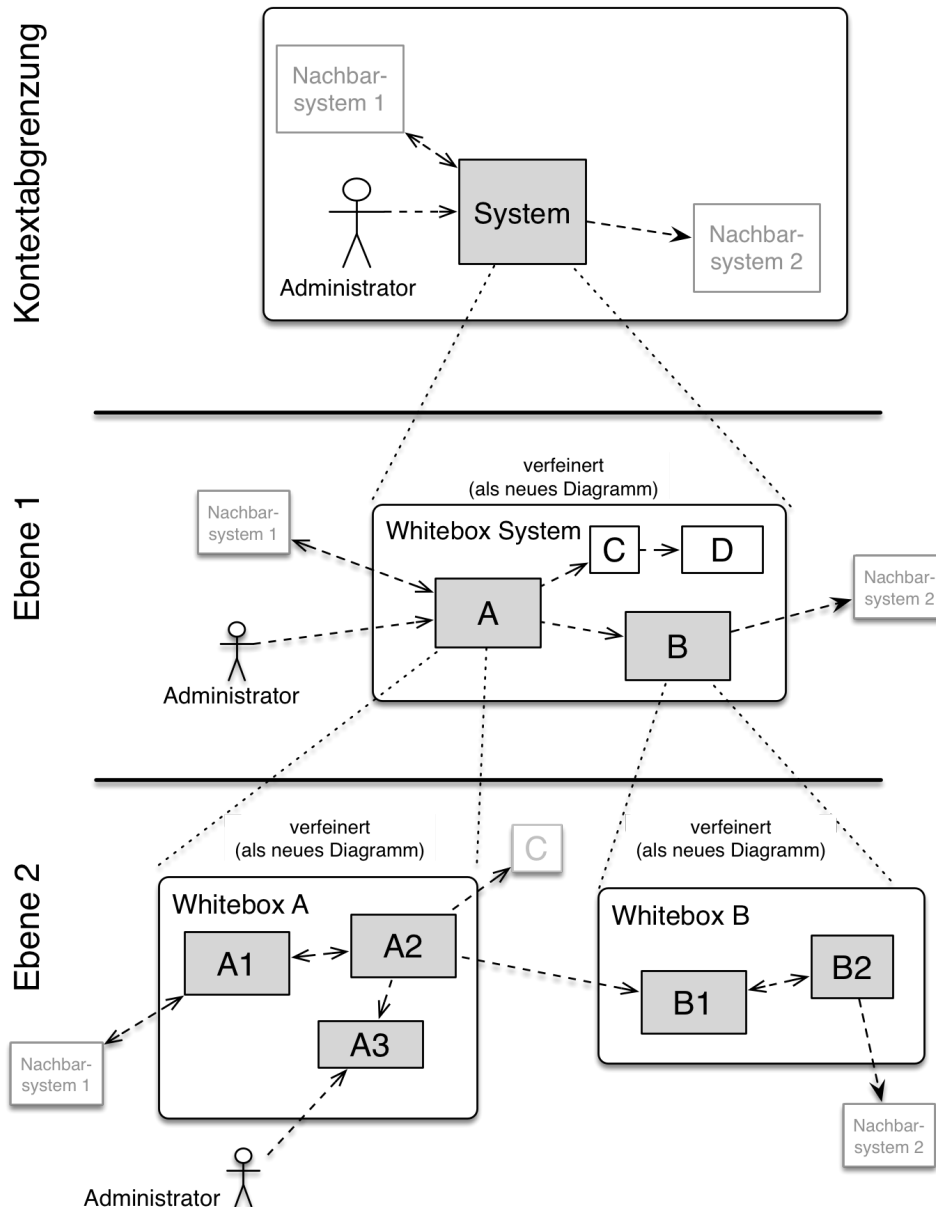 Kontextabgrenzung
Nachbar-
system 1
System
Nachbar-
system 2
Administrator
Ebene 1
verfeinert
(als neues Diagramm)
Nachbar-
system 1
Whitebox System
C
D
A
B
Nachbar-
system 2
Administrator
Ebene 2
verfeinert
(als neues Diagramm)
C
verfeinert
(als neues Diagramm)
Whitebox A
A1
A2
A3
Nachbar-
system 1
Administrator
Whitebox B
B1
B2
Nachbar-
system 2